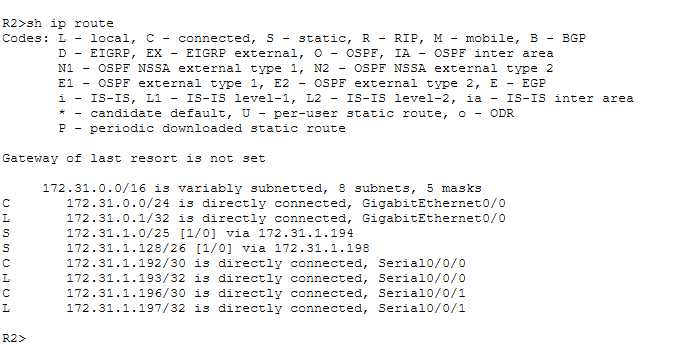 R2>sh ip route
Codes: L - local, C - connected, S - static, R - RIP, M - mobile, B - BGP
       D - EIGRP, EX - EIGRP external, O - OSPF, IA - OSPF inter area
       N1 - OSPF NSSA external type 1, N2 - OSPF NSSA external type 2
       E1 - OSPF external type 1, E2 - OSPF external type 2, E - EGP
       i - IS-IS, L1 - IS-IS level-1, L2 - IS-IS level-2, ia - IS-IS inter area
       * - candidate default, U - per-user static route, o - ODR
       P - periodic downloaded static route
Gateway of last resort is not set
     172.31.0.0/16 is variably subnetted, 8 subnets, 5 masks
C       172.31.0.0/24 is directly connected, GigabitEthernet0/0
L       172.31.0.1/32 is directly connected, GigabitEthernet0/0
S       172.31.1.0/25 [1/0] via 172.31.1.194
S       172.31.1.128/26 [1/0] via 172.31.1.198
C       172.31.1.192/30 is directly connected, Serial0/0/0
L       172.31.1.193/32 is directly connected, Serial0/0/0
C       172.31.1.196/30 is directly connected, Serial0/0/1
L       172.31.1.197/32 is directly connected, Serial0/0/1
R2>